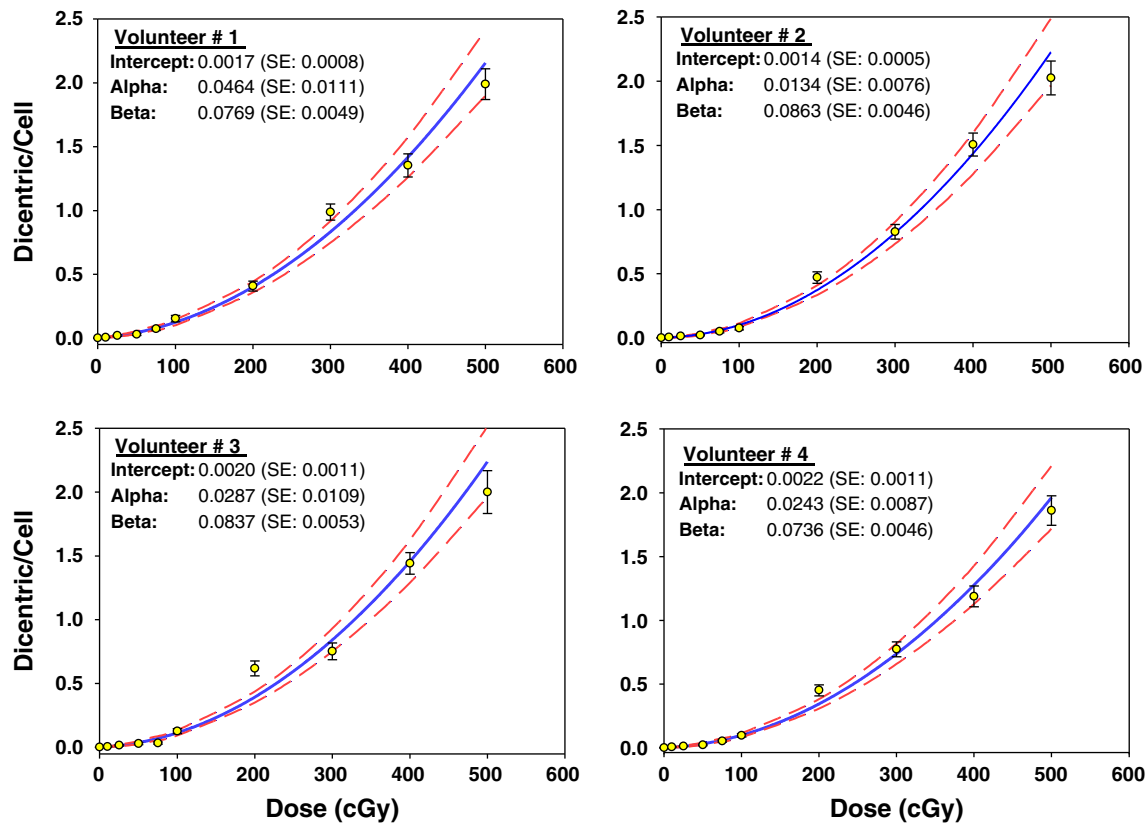 Volunteer # 1
Intercept: 0.0017 (SE: 0.0008)
Alpha: 0.0464 (SE: 0.0111)
Beta: 0.0769 (SE: 0.0049)
2.5
2.0
1.5
1.0
0.5
0.0
Dicentric/Cell
0 100 200 300 400 500 600
Volunteer # 2
Intercept: 0.0014 (SE: 0.0005)
Alpha: 0.0134 (SE: 0.0076)
Beta: 0.0863 (SE: 0.0046)
2.5
2.0
1.5
1.0
0.5
0.0
0 100 200 300 400 500 600
Volunteer # 3
Intercept: 0.0020 (SE: 0.0011)
Alpha: 0.0287 (SE: 0.0109)
Beta: 0.0837 (SE: 0.0053)
2.5
2.0
1.5
1.0
0.5
0.0
Dicentric/Cell
0 100 200 300 400 500 600
Dose (cGy)
Volunteer # 4
Intercept: 0.0022 (SE: 0.0011)
Alpha: 0.0243 (SE: 0.0087)
Beta: 0.0736 (SE: 0.0046)
2.5
2.0
1.5
1.0
0.5
0.0
0 100 200 300 400 500 600
Dose (cGy)